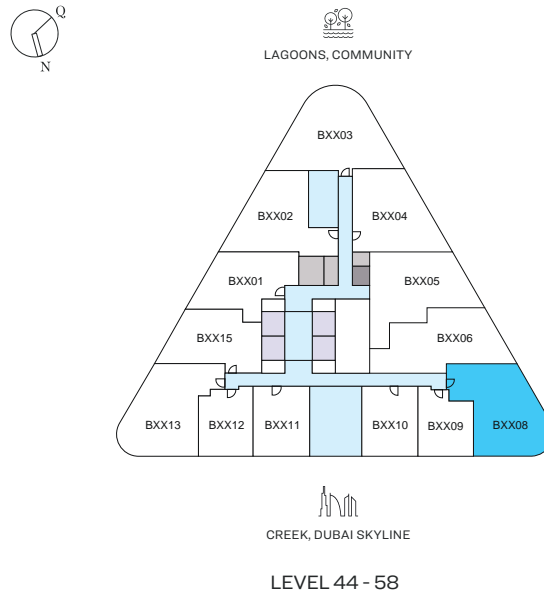 Q
N
LAGOONS, COMMUNITY
BXX03
BXX02
BXX04
BXX01
BXX05
BXX15
BXX06
BXX13
BXX12
BXX11
BXX10
BXX09
BXX08
CREEK, DUBAI SKYLINE
LEVEL 44 - 58